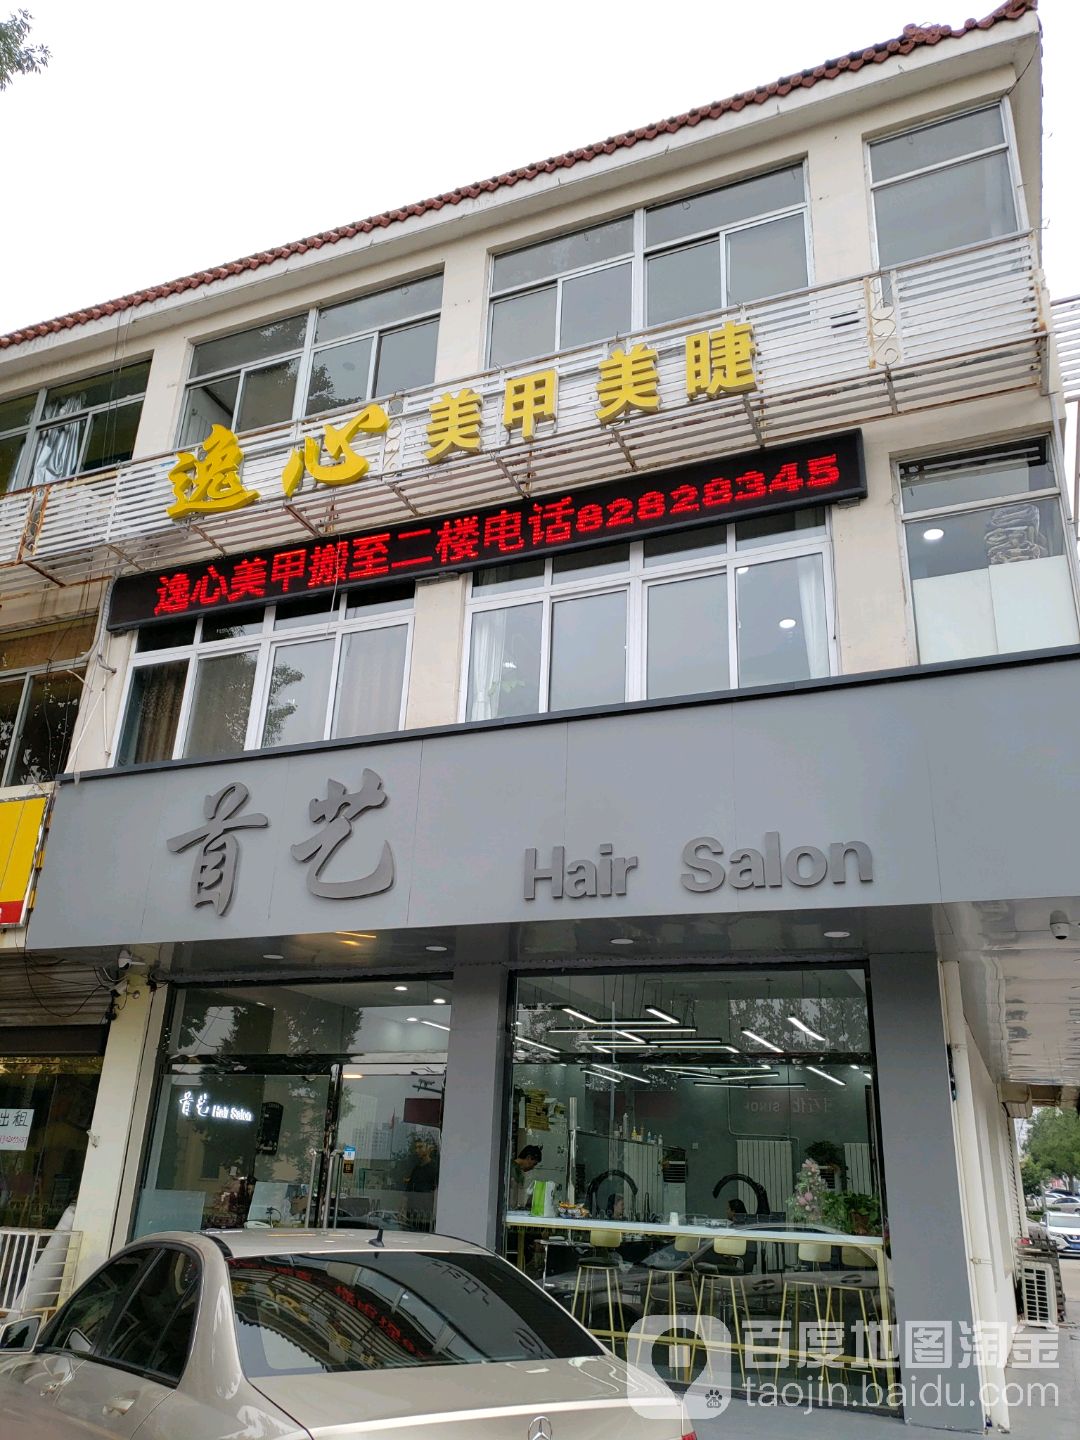 逸心 美甲美睫
逸心美甲搬至二楼电话82828345
首艺 Hair Salon
首艺 Hair Salon
出租
百度地图淘金
taojin.baidu.com